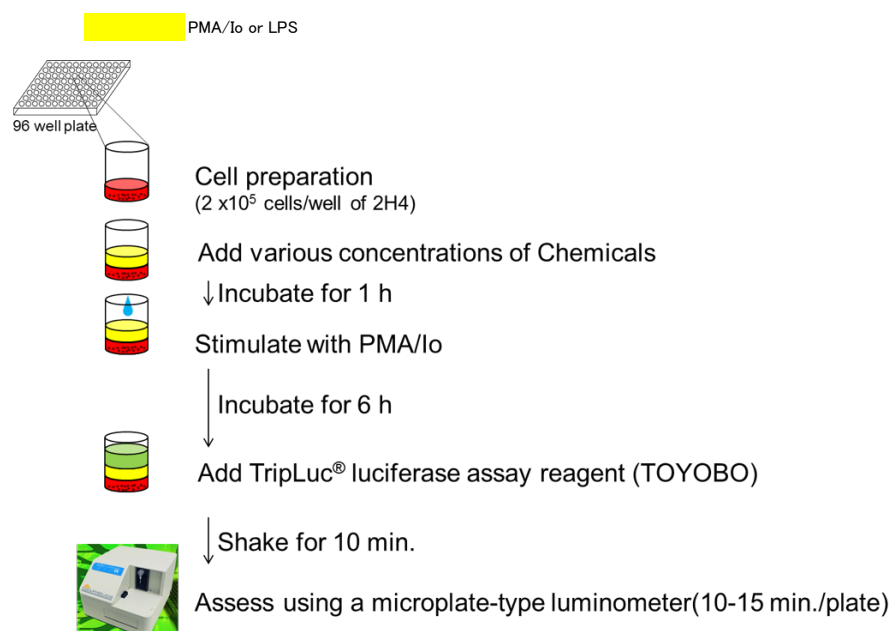 PMA/Io or LPS
96 well plate
Cell preparation
(2 x10⁵ cells/well of 2H4)
Add various concentrations of Chemicals
Incubate for 1 h
Stimulate with PMA/Io
Incubate for 6 h
Add TripLuc® luciferase assay reagent (TOYOBO)
Shake for 10 min.
Assess using a microplate-type luminometer(10-15 min./plate)